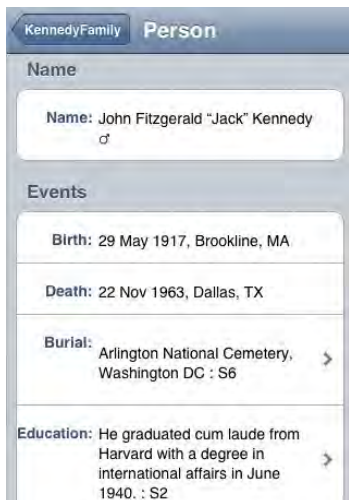 KennedyFamily Person
Name
Name: John Fitzgerald “Jack” Kennedy
♂
Events
Birth: 29 May 1917, Brookline, MA
Death: 22 Nov 1963, Dallas, TX
Burial:
Arlington National Cemetery,
Washington DC : S6
Education: He graduated cum laude from
Harvard with a degree in
international affairs in June
1940. : S2